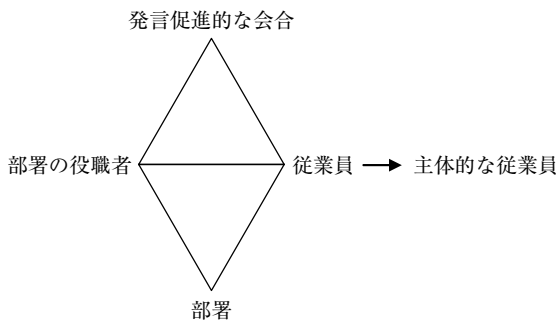 発言促進的な会合
部署の役職者
従業員
主体的な従業員
部署